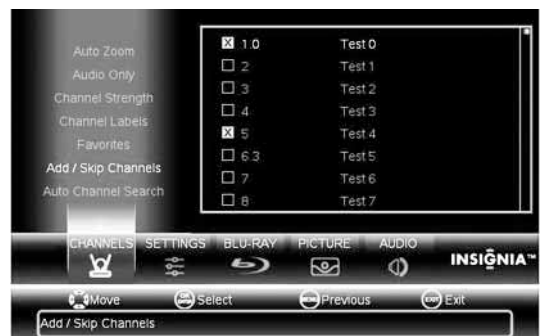 Auto Zoom
Audio Only
Channel Strength
Channel Labels
Favorites
Add / Skip Channels
Auto Channel Search
X 1.0 Test 0
2 Test 1
3 Test 2
4 Test 3
X 5 Test 4
6.3 Test 5
7 Test 6
8 Test 7
CHANNELS SETTINGS BLU-RAY PICTURE AUDIO
INSIGNIA™
Move Select Previous Exit
Add / Skip Channels